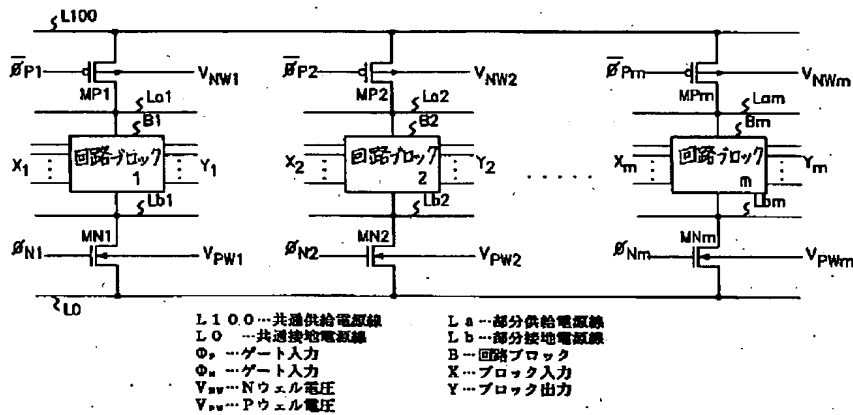 L100
φ̅P1 VNW1 φ̅P2 VNW2 φ̅Pm VNWm
MP1 La1 MP2 La2 MPm Lam
B1 B2 Bm
X1 回路ブロック 1 Y1 X2 回路ブロック 2 Y2 ..... Xm 回路ブロック m Ym
Lb1 Lb2 Lbm
MN1 MN2 MNm
φN1 VPW1 φN2 VPW2 φNm VPWm
L0
L100…共通供給電源線 La…部分供給電源線
L0 …共通接地電源線 Lb…部分接地電源線
ΦP …ゲート入力 B…回路ブロック
ΦN …ゲート入力 X…ブロック入力
VNW…Nウェル電圧 Y…ブロック出力
VPW…Pウェル電圧